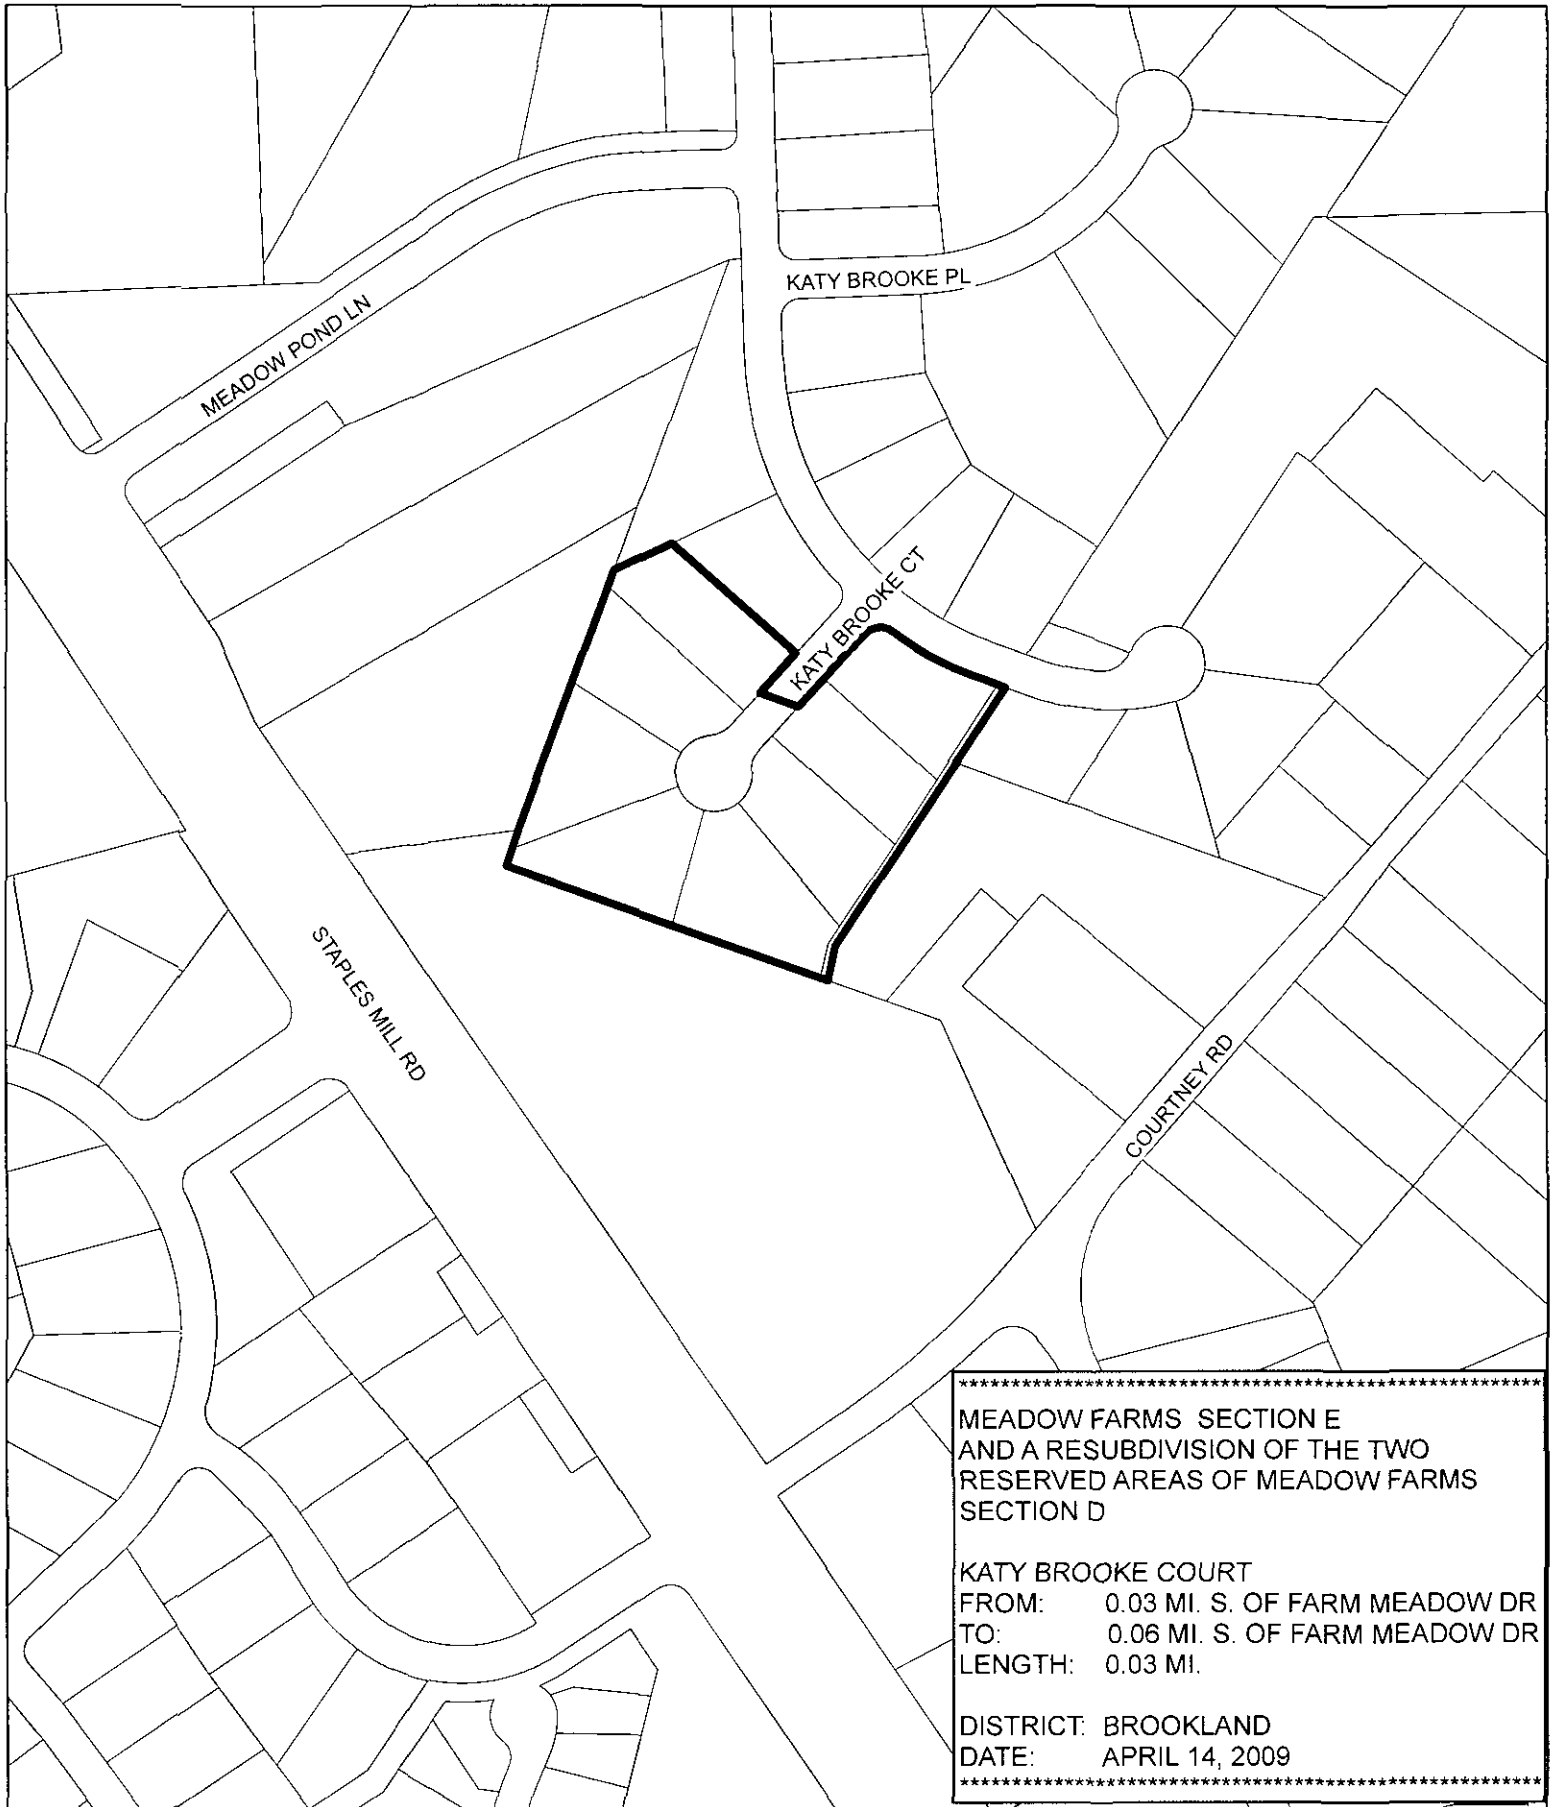 KATY BROOKE PL
MEADOW POND LN
KATY BROOKE CT
STAPLES MILL RD
COURTNEY RD
MEADOW FARMS SECTION E
AND A RESUBDIVISION OF THE TWO
RESERVED AREAS OF MEADOW FARMS
SECTION D
KATY BROOKE COURT
FROM: 0.03 MI. S. OF FARM MEADOW DR
TO: 0.06 MI. S. OF FARM MEADOW DR
LENGTH: 0.03 MI.
DISTRICT: BROOKLAND
DATE: APRIL 14, 2009